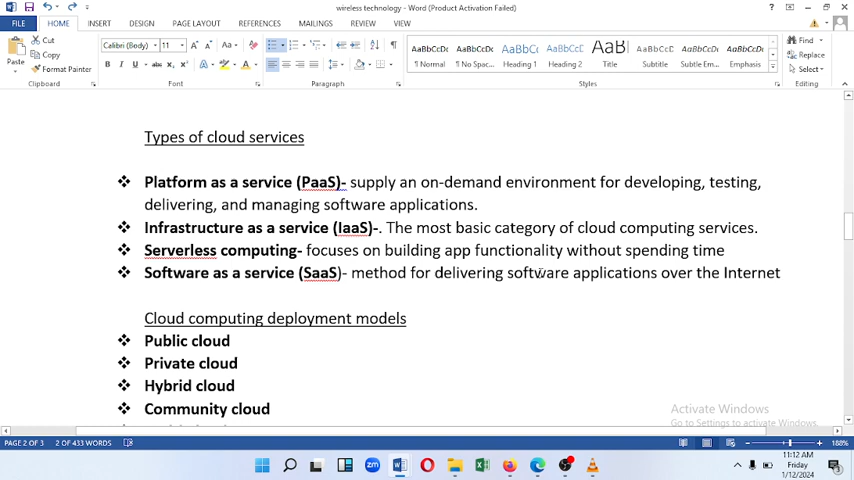 wireless technology - Word (Product Activation Failed)
FILE HOME INSERT DESIGN PAGE LAYOUT REFERENCES MAILINGS REVIEW VIEW
Cut
Copy
Format Painter
Paste
Clipboard
Calibri (Body) 11
Font
Paragraph
AaBbCcDc AaBbCcDc AaBbC AaBbCcC AaB AaBbCcD AaBbCcDc AaBbCcDc
¶ Normal ¶ No Spac... Heading 1 Heading 2 Title Subtitle Subtle Em... Emphasis
Styles
Find
Replace
Select
Editing
Types of cloud services
❖ Platform as a service (PaaS)- supply an on-demand environment for developing, testing,
delivering, and managing software applications.
❖ Infrastructure as a service (IaaS)-. The most basic category of cloud computing services.
❖ Serverless computing- focuses on building app functionality without spending time
❖ Software as a service (SaaS)- method for delivering software applications over the Internet
Cloud computing deployment models
❖ Public cloud
❖ Private cloud
❖ Hybrid cloud
❖ Community cloud
Activate Windows
Go to Settings to activate Windows.
PAGE 2 OF 3 2 OF 433 WORDS 188%
11:12 AM
Friday
1/12/2024